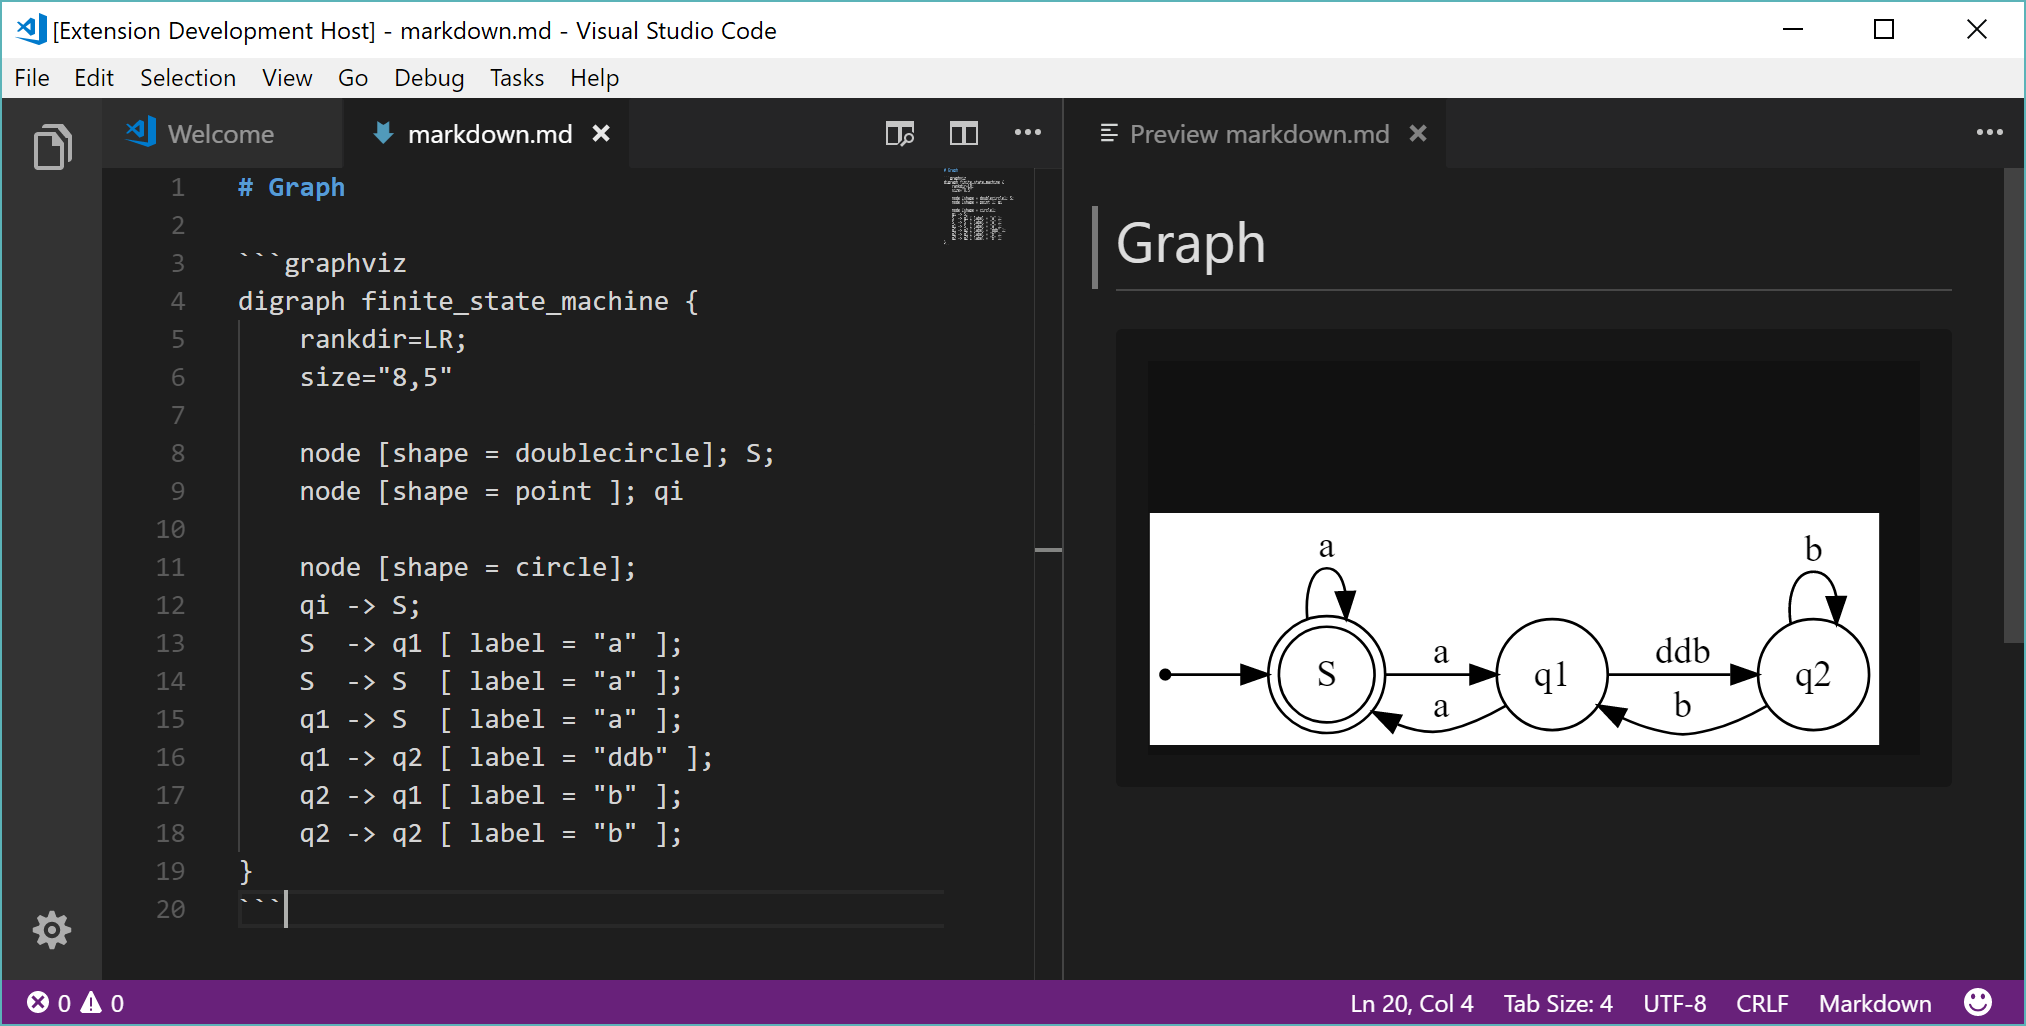 [Extension Development Host] - markdown.md - Visual Studio Code
File Edit Selection View Go Debug Tasks Help
Welcome markdown.md
Preview markdown.md
1 # Graph
2
3 ```graphviz
4 digraph finite_state_machine {
5 rankdir=LR;
6 size="8,5"
7
8 node [shape = doublecircle]; S;
9 node [shape = point ]; qi
10
11 node [shape = circle];
12 qi -> S;
13 S  -> q1 [ label = "a" ];
14 S  -> S  [ label = "a" ];
15 q1 -> S  [ label = "a" ];
16 q1 -> q2 [ label = "ddb" ];
17 q2 -> q1 [ label = "b" ];
18 q2 -> q2 [ label = "b" ];
19 }
20 ```
Graph
a b
a ddb
S q1 q2
a b
0 0
Ln 20, Col 4 Tab Size: 4 UTF-8 CRLF Markdown